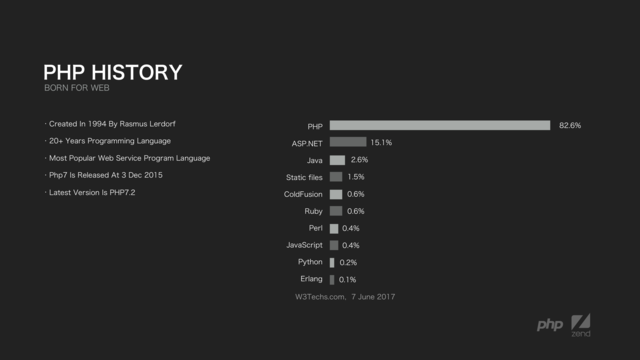 PHP HISTORY
BORN FOR WEB
· Created In 1994 By Rasmus Lerdorf
· 20+ Years Programming Language
· Most Popular Web Service Program Language
· Php7 Is Released At 3 Dec 2015
· Latest Version Is PHP7.2
PHP 82.6%
ASP.NET 15.1%
Java 2.6%
Static files 1.5%
ColdFusion 0.6%
Ruby 0.6%
Perl 0.4%
JavaScript 0.4%
Python 0.2%
Erlang 0.1%
W3Techs.com, 7 June 2017
php zend